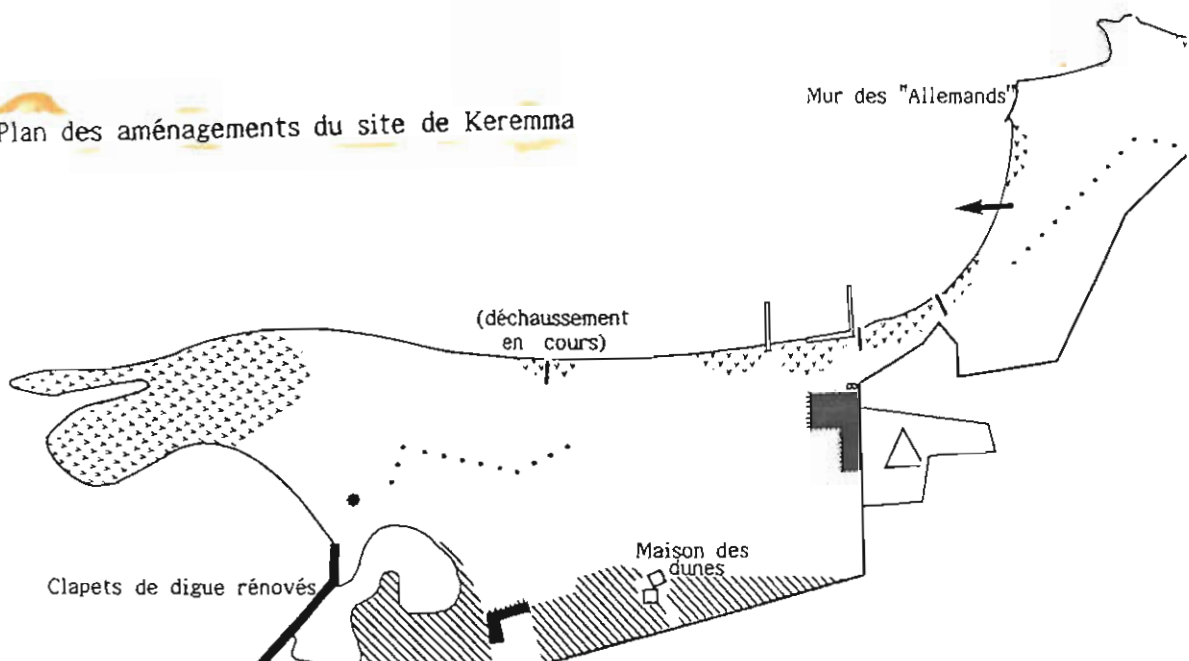 Plan des aménagements du site de Keremma
Mur des "Allemands"
(déchaussement
en cours)
Maison des
dunes
Clapets de digue rénovés